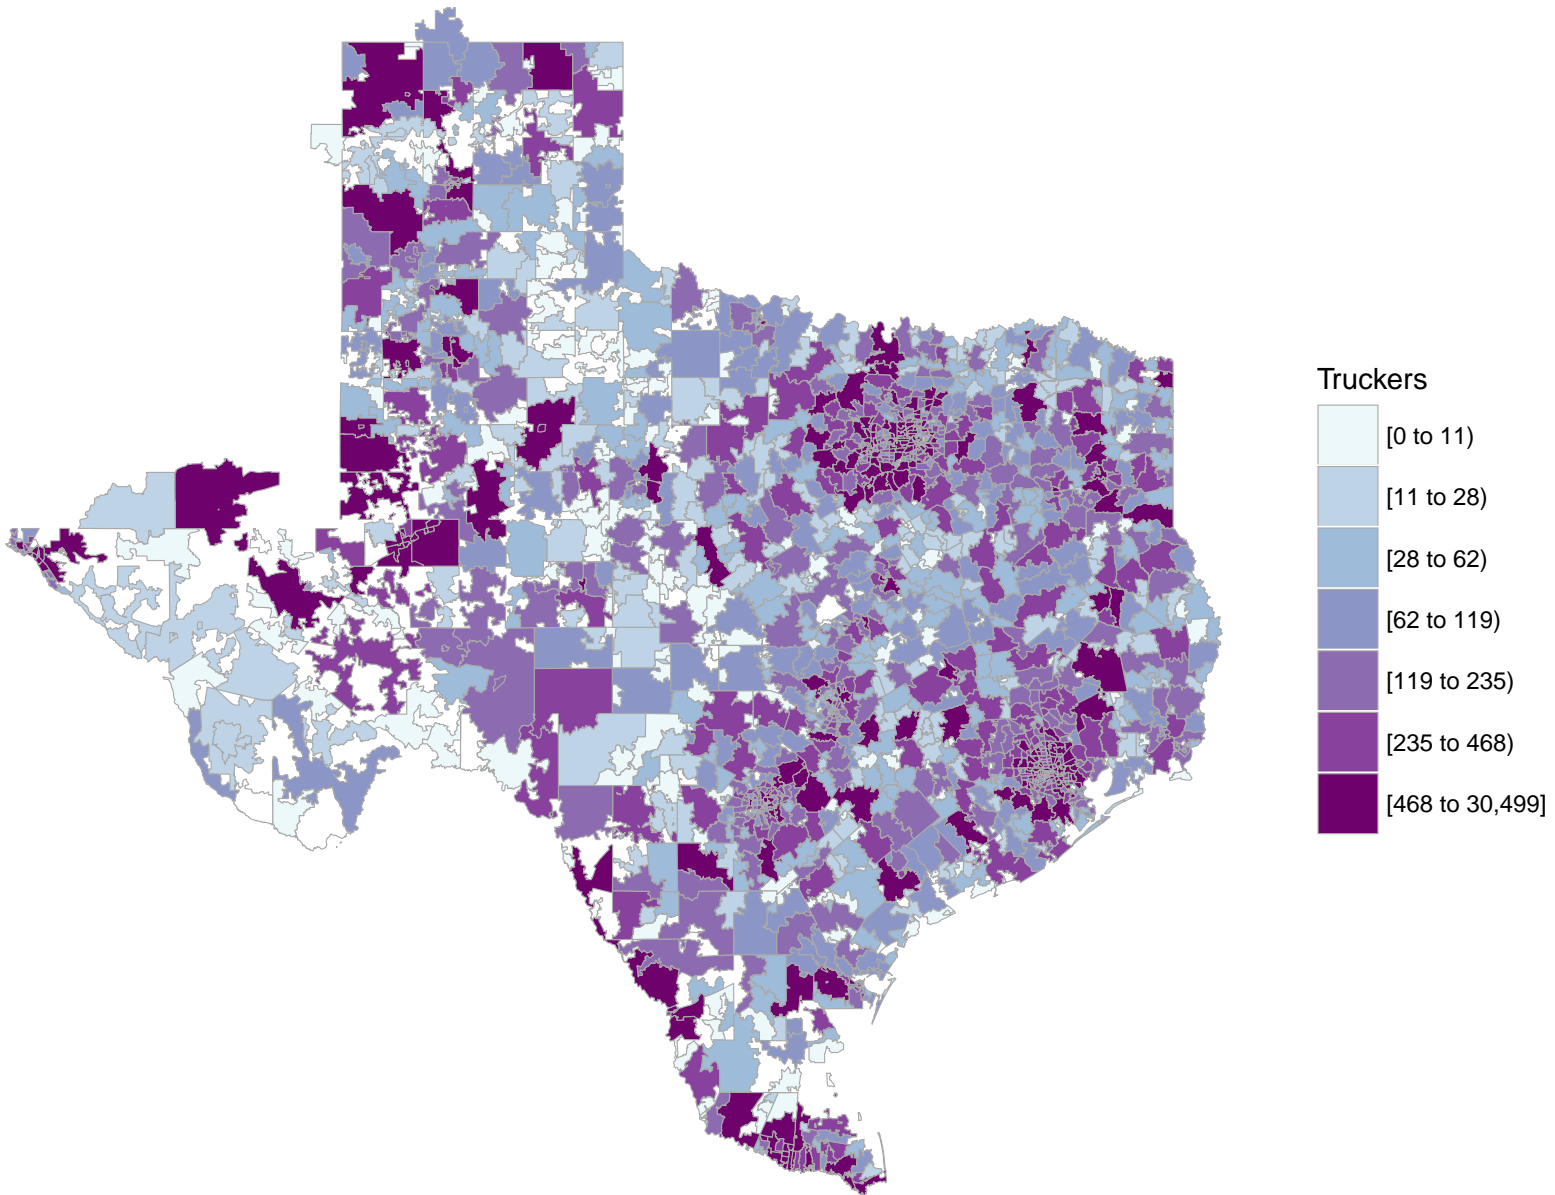 Truckers
[0 to 11)
[11 to 28)
[28 to 62)
[62 to 119)
[119 to 235)
[235 to 468)
[468 to 30,499]